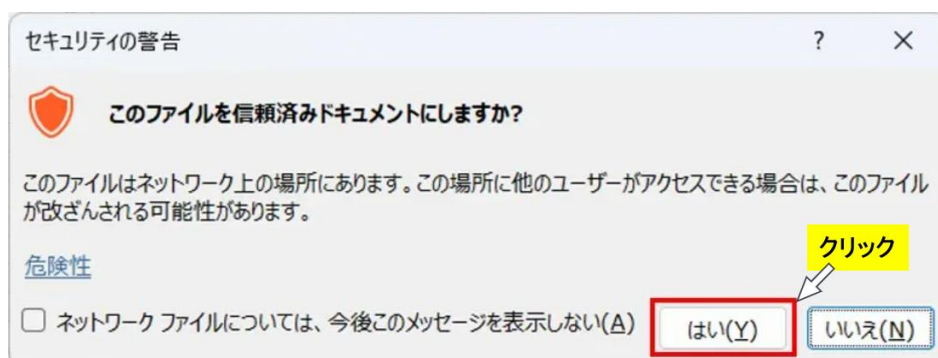 セキュリティの警告 ? ×
このファイルを信頼済みドキュメントにしますか?
このファイルはネットワーク上の場所にあります。この場所に他のユーザーがアクセスできる場合は、このファイル
が改ざんされる可能性があります。
クリック
危険性
ネットワーク ファイルについては、今後このメッセージを表示しない(A) はい(Y) いいえ(N)